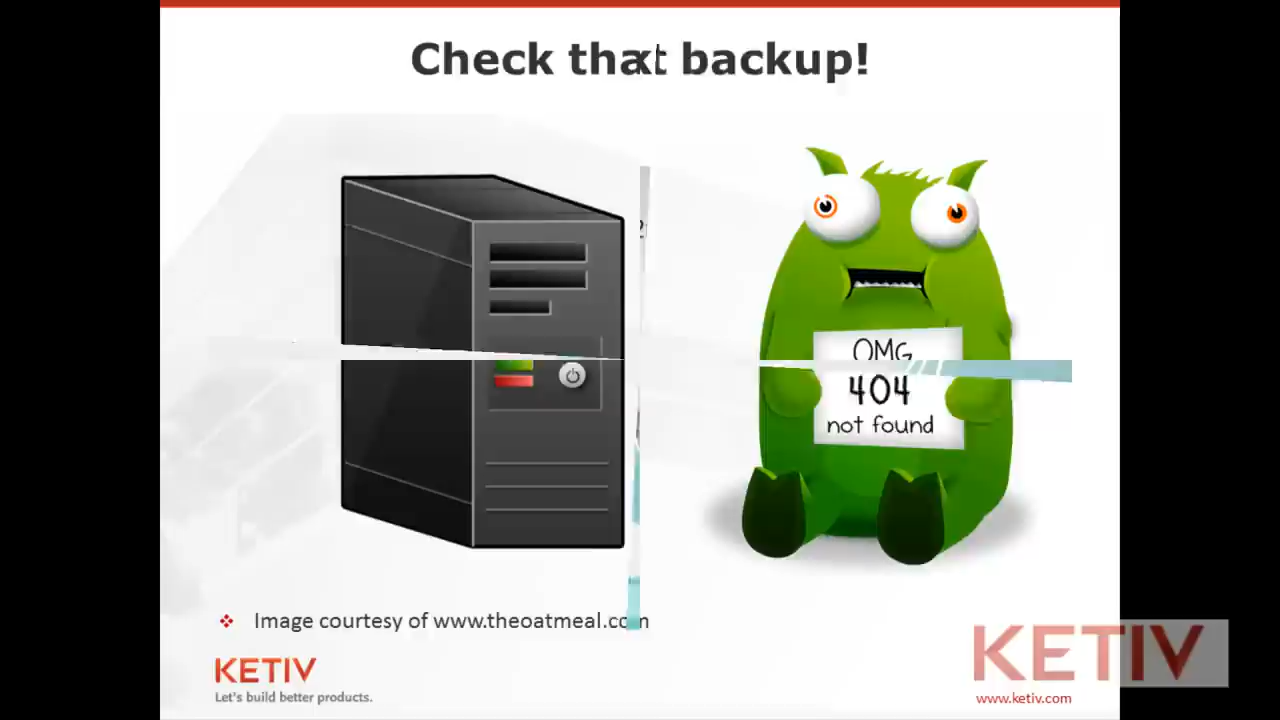 Check that backup!
OMG
404
not found
Image courtesy of www.theoatmeal.com
KETIV
Let's build better products.
KETIV
www.ketiv.com